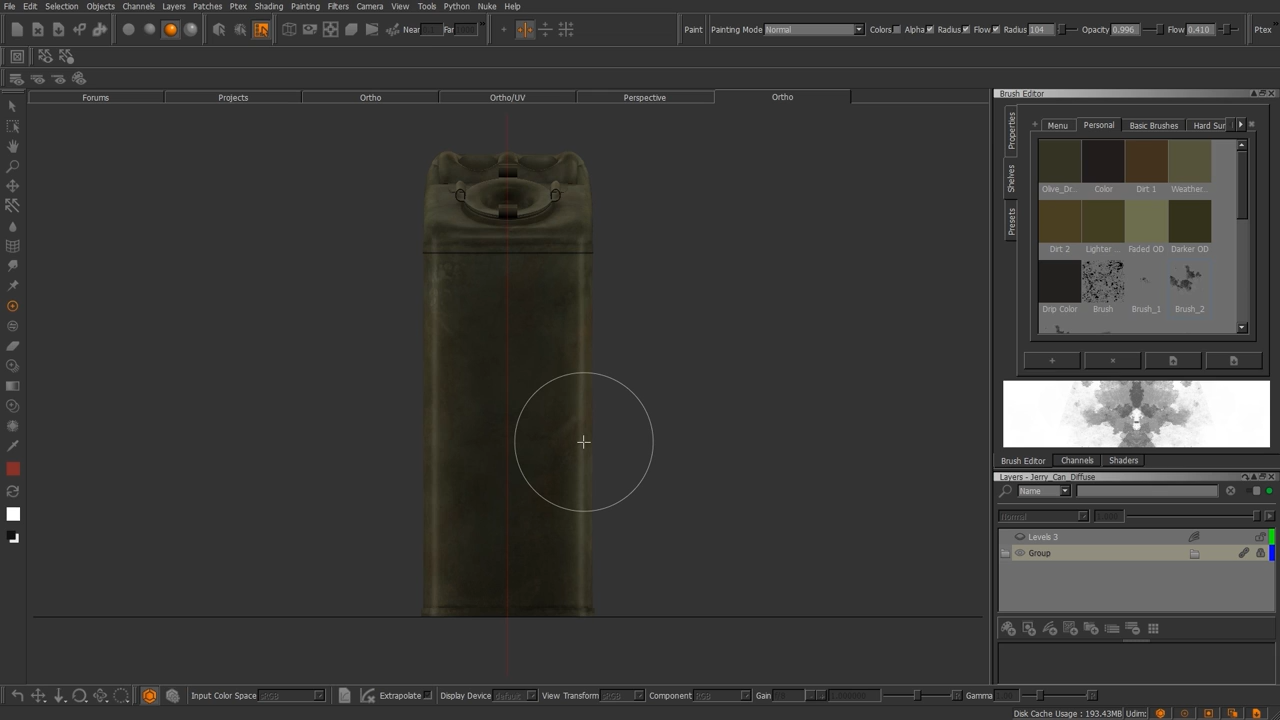 File Edit Selection Objects Channels Layers Patches Ptex Shading Painting Filters Camera View Tools Python Nuke Help
Near Far Paint Painting Mode Normal Colors Alpha Radius Flow Radius 104 Opacity 0.996 Flow 0.410 Ptex
Forums Projects Ortho Ortho/UV Perspective Ortho
Brush Editor
Properties
Shelves
Presets
Menu Personal Basic Brushes Hard Sur
Olive_Dr... Color Dirt 1 Weather...
Dirt 2 Lighter ... Faded OD Darker OD
Drip Color Brush Brush_1 Brush_2
Brush Editor Channels Shaders
Layers - Jerry_Can_Diffuse
Name
Normal
Levels 3
Group
Input Color Space sRGB Extrapolate Display Device default View Transform sRGB Component RGB Gain Gamma
Disk Cache Usage : 193.43MB Udim: